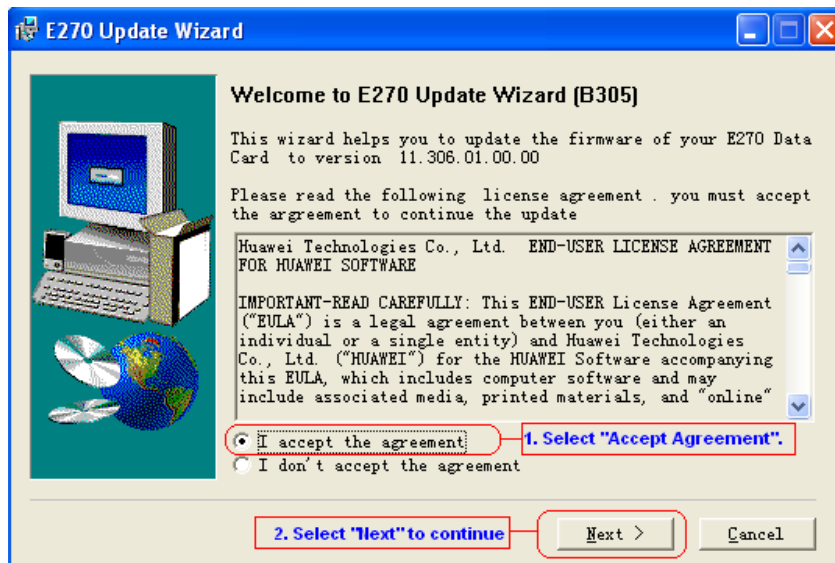 E270 Update Wizard
Welcome to E270 Update Wizard (B305)
This wizard helps you to update the firmware of your E270 Data
Card to version 11.306.01.00.00
Please read the following license agreement . you must accept
the argreement to continue the update
Huawei Technologies Co., Ltd. END-USER LICENSE AGREEMENT
FOR HUAWEI SOFTWARE
IMPORTANT-READ CAREFULLY: This END-USER License Agreement
("EULA") is a legal agreement between you (either an
individual or a single entity) and Huawei Technologies
Co., Ltd. ("HUAWEI") for the HUAWEI Software accompanying
this EULA, which includes computer software and may
include associated media, printed materials, and "online"
I accept the agreement
1. Select "Accept Agreement".
I don't accept the agreement
2. Select "Next" to continue
Next >
Cancel